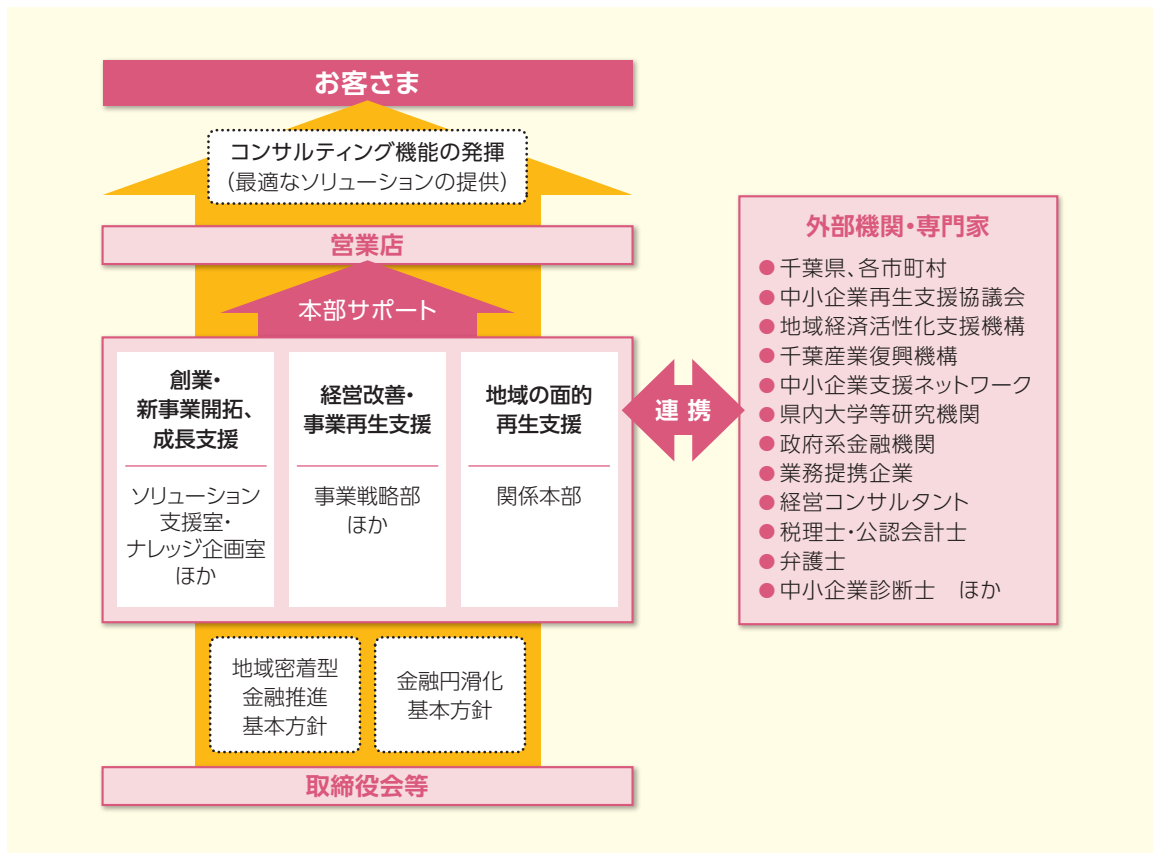 お客さま
コンサルティング機能の発揮
（最適なソリューションの提供）
営業店
本部サポート
創業・
新事業開拓、
成長支援
ソリューション
支援室・
ナレッジ企画室
ほか
経営改善・
事業再生支援
事業戦略部
ほか
地域の面的
再生支援
関係本部
連携
外部機関・専門家
●千葉県、各市町村
●中小企業再生支援協議会
●地域経済活性化支援機構
●千葉産業復興機構
●中小企業支援ネットワーク
●県内大学等研究機関
●政府系金融機関
●業務提携企業
●経営コンサルタント
●税理士・公認会計士
●弁護士
●中小企業診断士　ほか
地域密着型
金融推進
基本方針
金融円滑化
基本方針
取締役会等